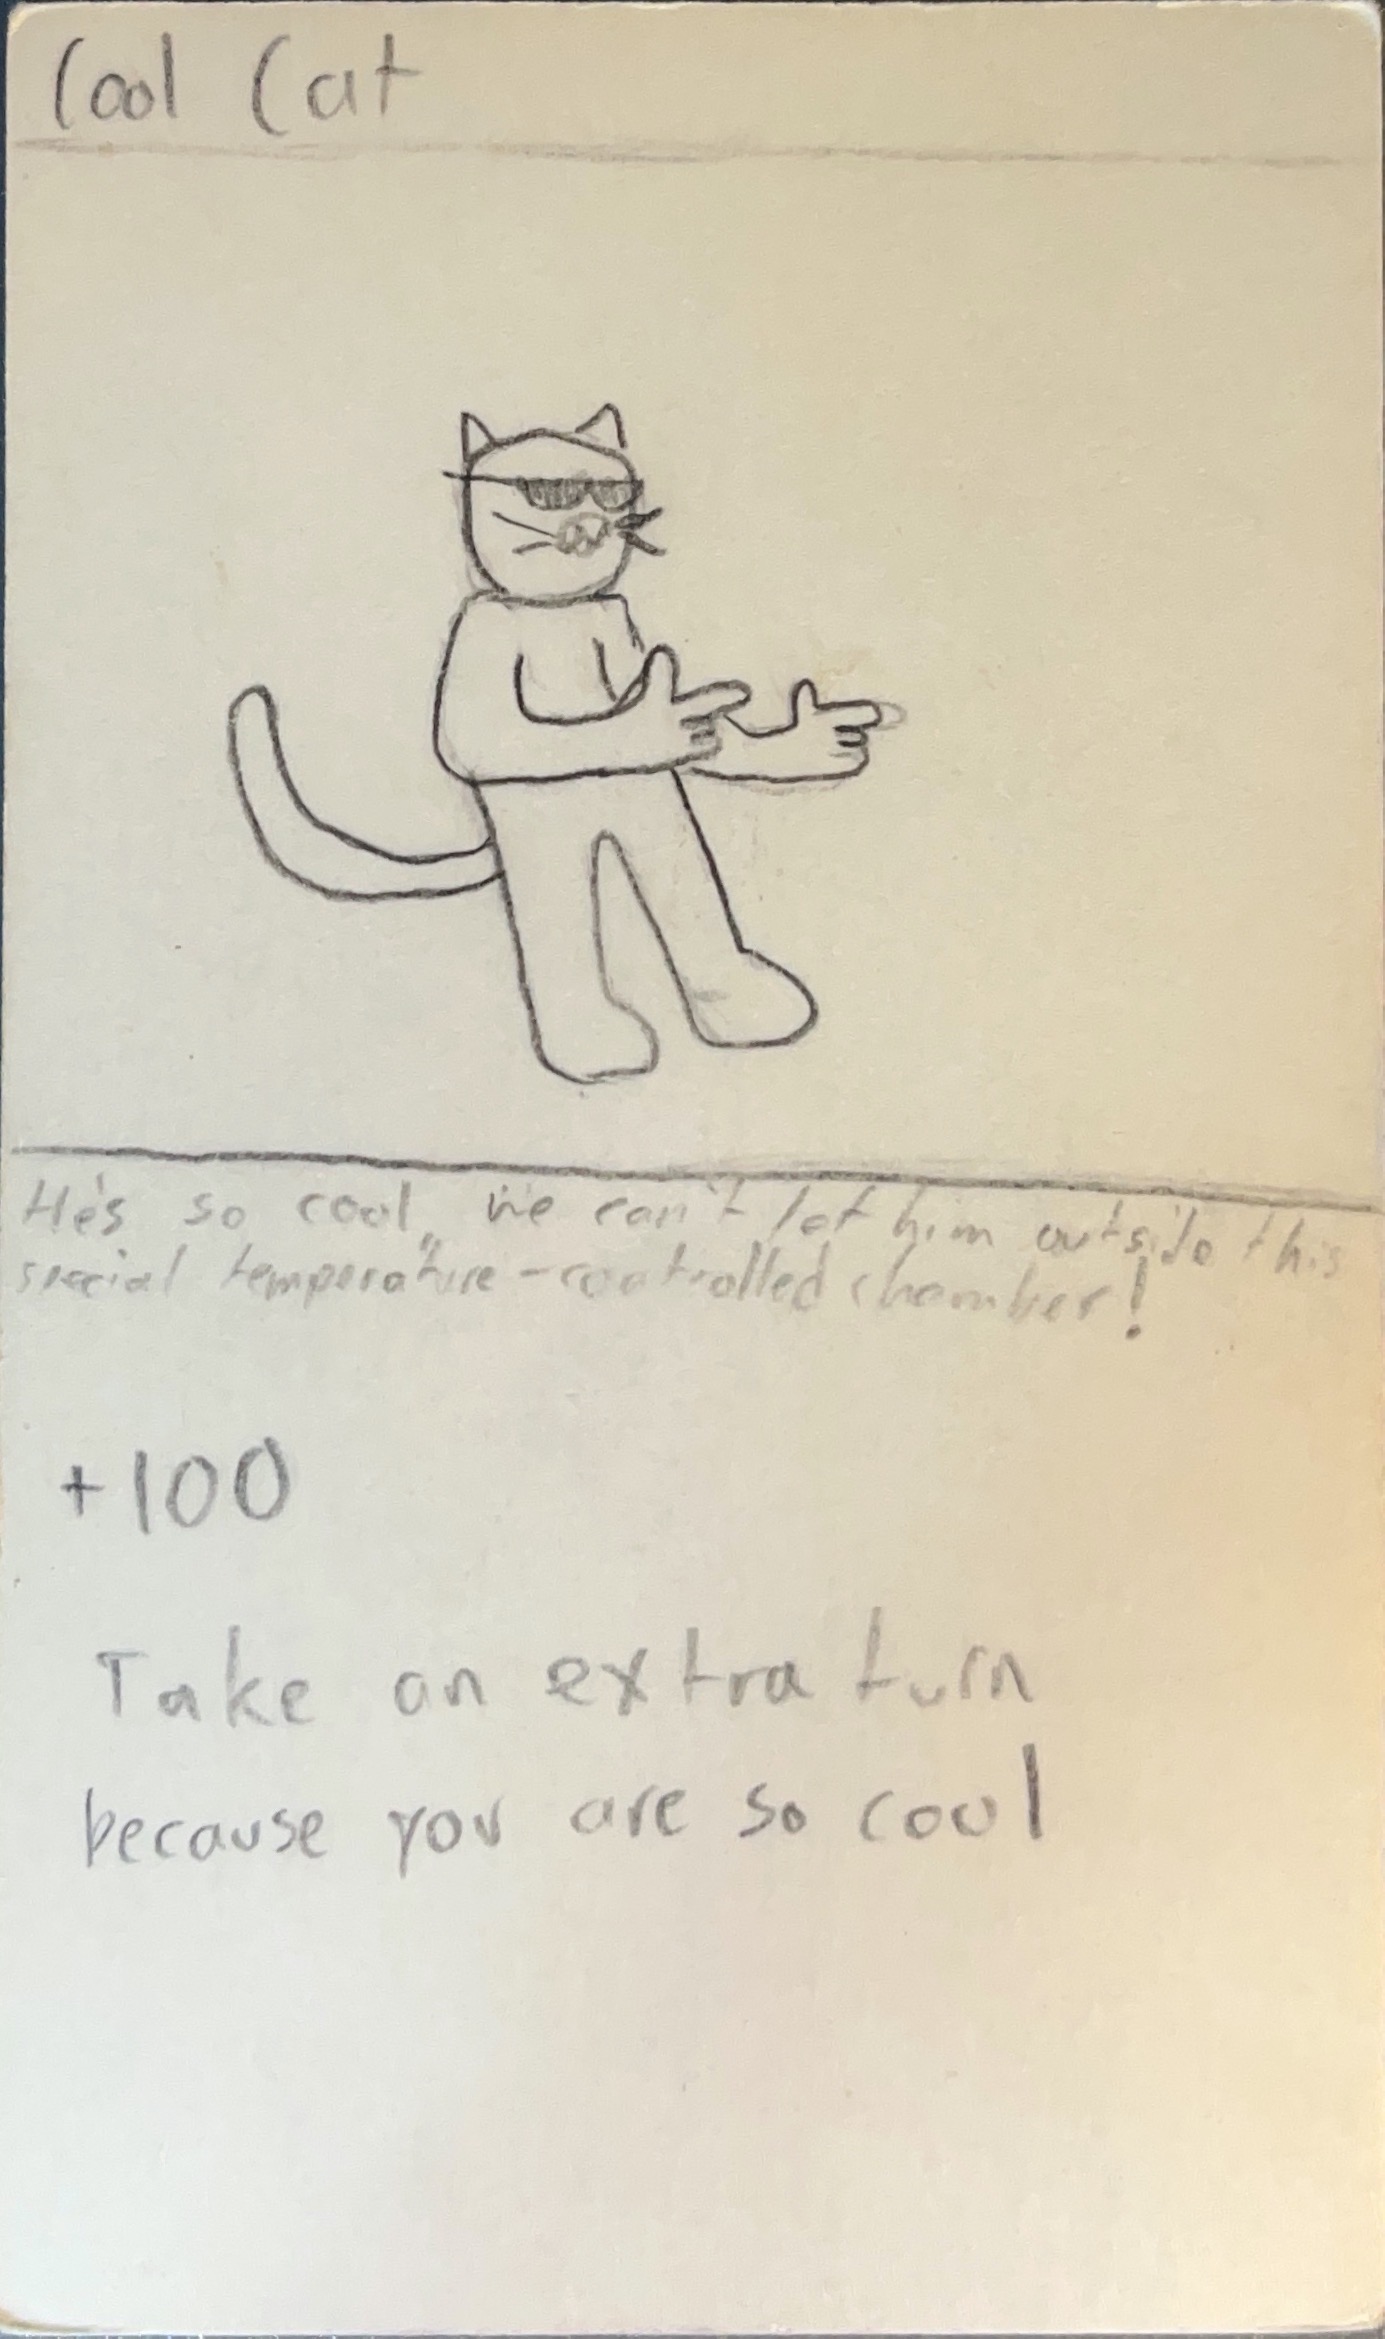 Cool Cat
He's so cool, we can't let him outside this
special temperature-controlled chamber!
+100
Take an extra turn
because you are so cool